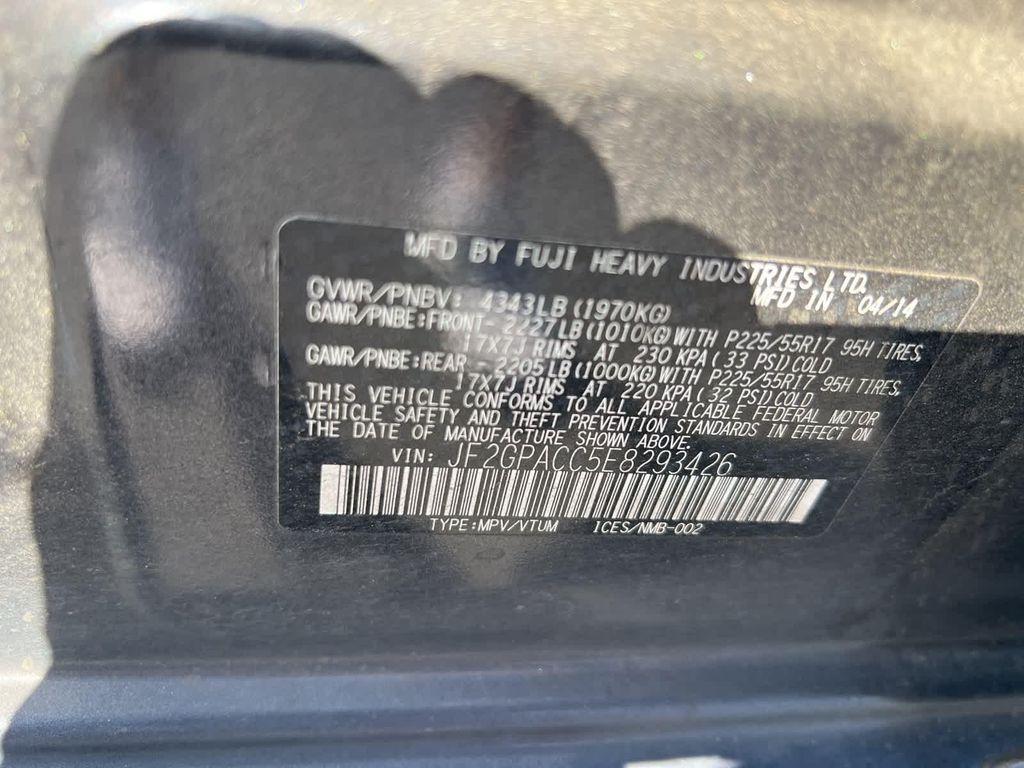 MFD BY FUJI HEAVY INDUSTRIES, LTD.
MFD IN 04/14
GVWR/PNBV: 4343LB (1970KG)
GAWR/PNBE:FRONT- 2227LB(1010KG)WITH P225/55R17 95H TIRES,
17X7J RIMS AT 230 KPA( 33 PSI)COLD
GAWR/PNBE:REAR -2205LB(1000KG)WITH P225/55R17 95H TIRES,
17X7J RIMS AT 220 KPA( 32 PSI)COLD
THIS VEHICLE CONFORMS TO ALL APPLICABLE FEDERAL MOTOR
VEHICLE SAFETY AND THEFT PREVENTION STANDARDS IN EFFECT ON
THE DATE OF MANUFACTURE SHOWN ABOVE.
VIN: JF2GPACC5E8293426
TYPE:MPV/VTUM ICES/NMB-002